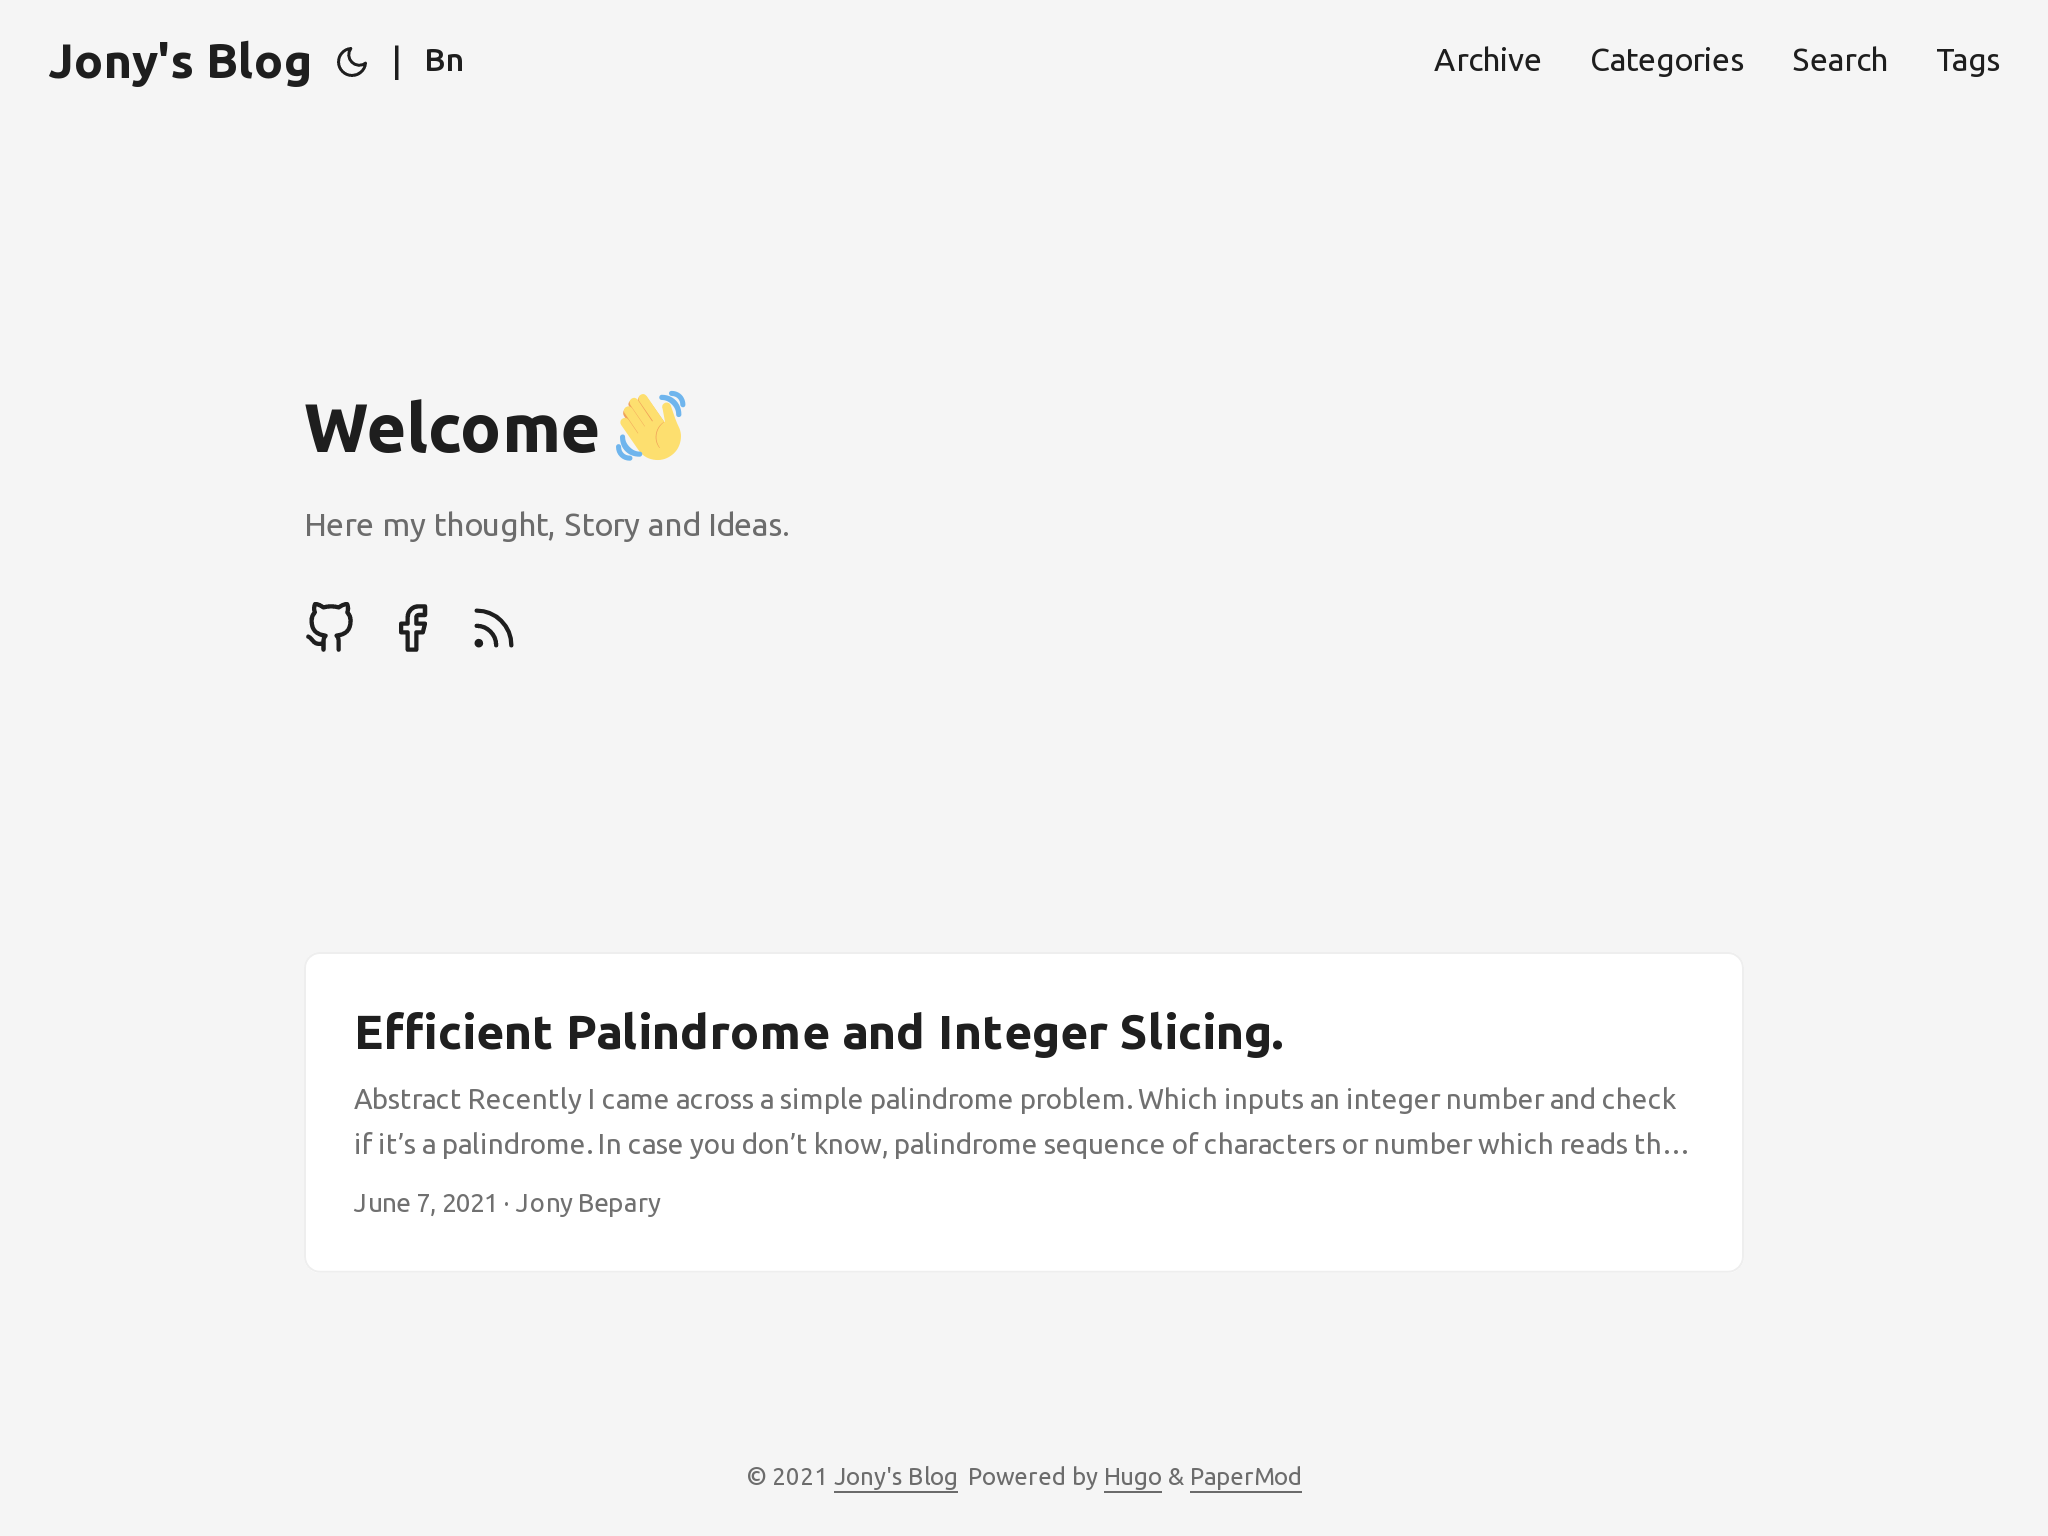 Jony's Blog | Bn
Archive Categories Search Tags
Welcome 👋
Here my thought, Story and Ideas.
Efficient Palindrome and Integer Slicing.
Abstract Recently I came across a simple palindrome problem. Which inputs an integer number and check
if it’s a palindrome. In case you don’t know, palindrome sequence of characters or number which reads th…
June 7, 2021 · Jony Bepary
© 2021 Jony's Blog Powered by Hugo & PaperMod